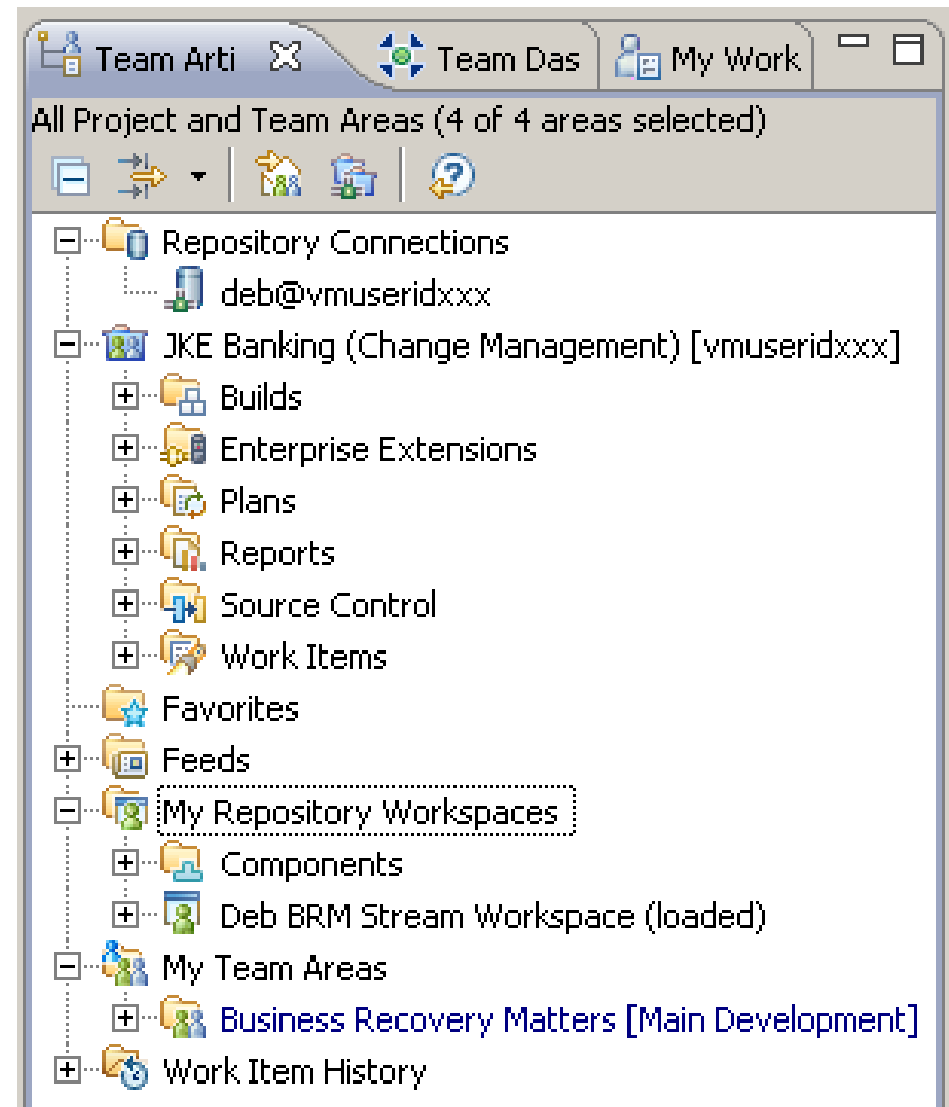 Team Arti Team Das My Work
All Project and Team Areas (4 of 4 areas selected)
Repository Connections
deb@vmuseridxxx
JKE Banking (Change Management) [vmuseridxxx]
Builds
Enterprise Extensions
Plans
Reports
Source Control
Work Items
Favorites
Feeds
My Repository Workspaces
Components
Deb BRM Stream Workspace (loaded)
My Team Areas
Business Recovery Matters [Main Development]
Work Item History